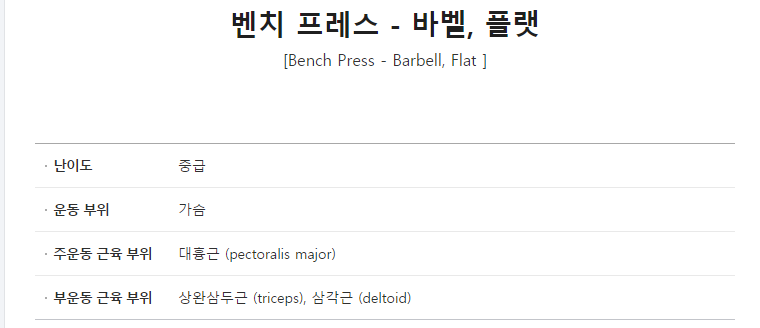 벤치 프레스 - 바벨, 플랫
[Bench Press - Barbell, Flat ]
· 난이도 중급
· 운동 부위 가슴
· 주운동 근육 부위 대흉근 (pectoralis major)
· 부운동 근육 부위 상완삼두근 (triceps), 삼각근 (deltoid)